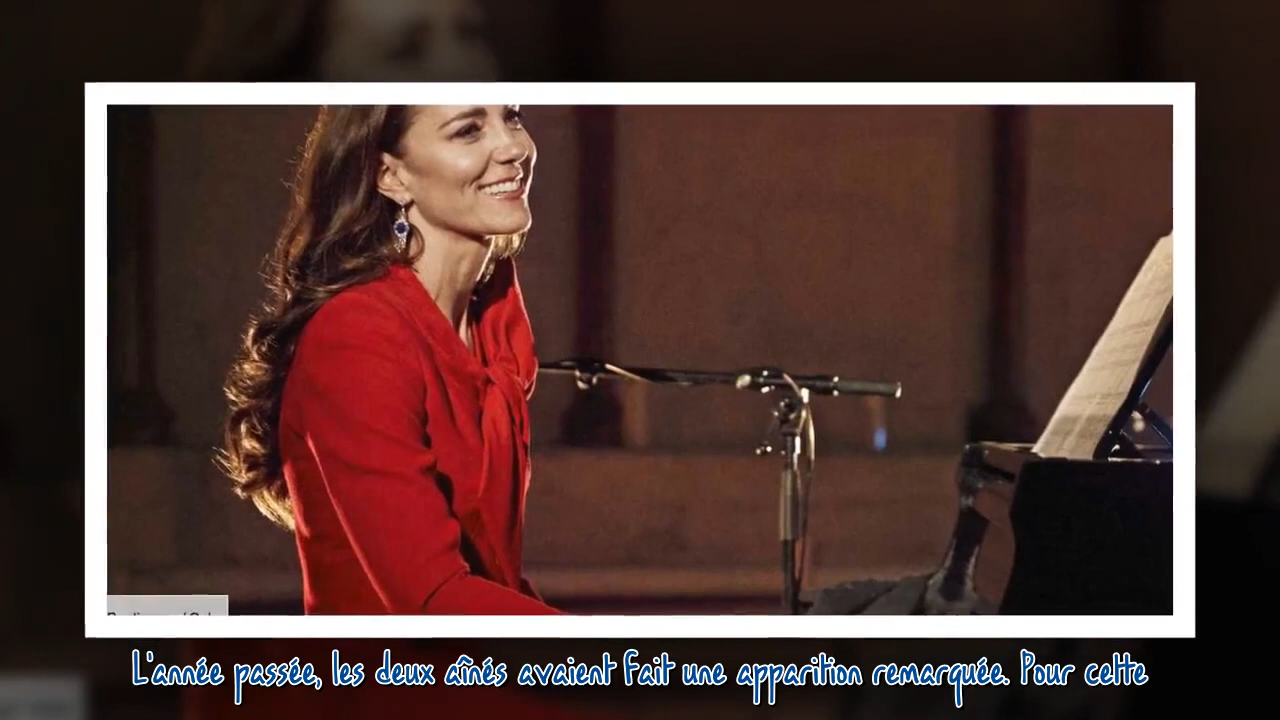 L'année passée, les deux aînés avaient fait une apparition remarquée. Pour cette